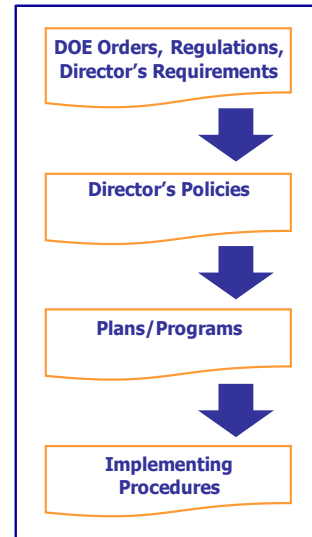 DOE Orders, Regulations,
Director's Requirements
Director's Policies
Plans/Programs
Implementing
Procedures